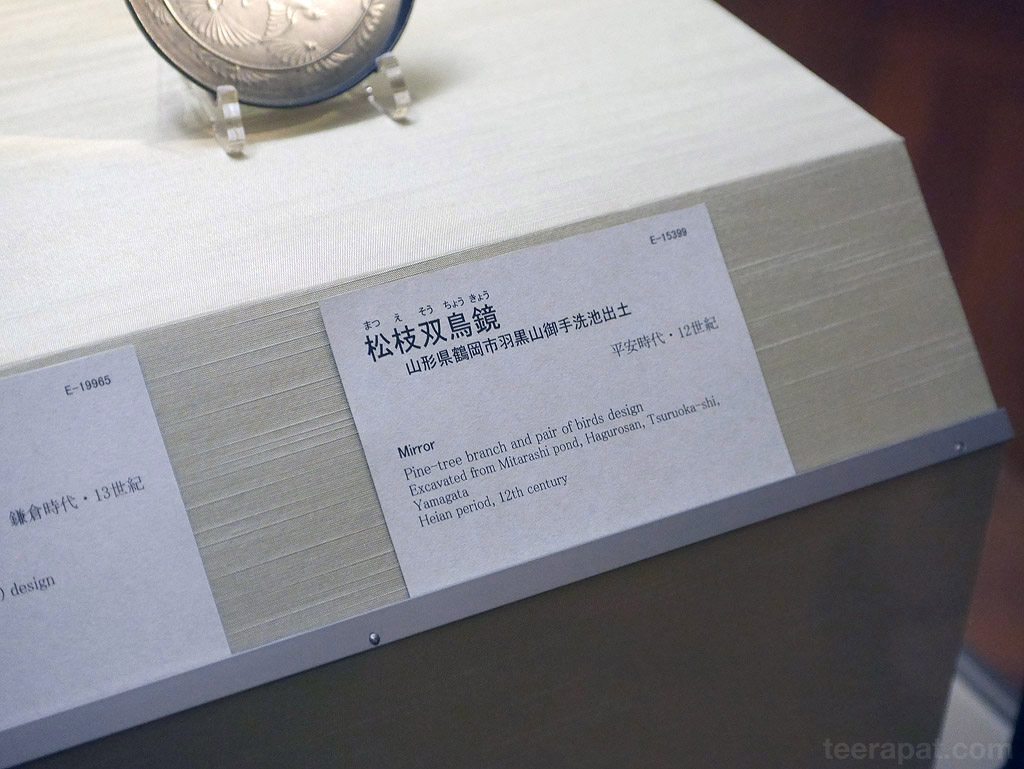 E-19965
鎌倉時代・13世紀
) design
E-15399
まつ え そう ちょう きょう
松枝双鳥鏡
山形県鶴岡市羽黒山御手洗池出土
平安時代・12世紀
Mirror
Pine-tree branch and pair of birds design
Excavated from Mitarashi pond, Hagurosan, Tsuruoka-shi,
Yamagata
Heian period, 12th century
teerapat.com